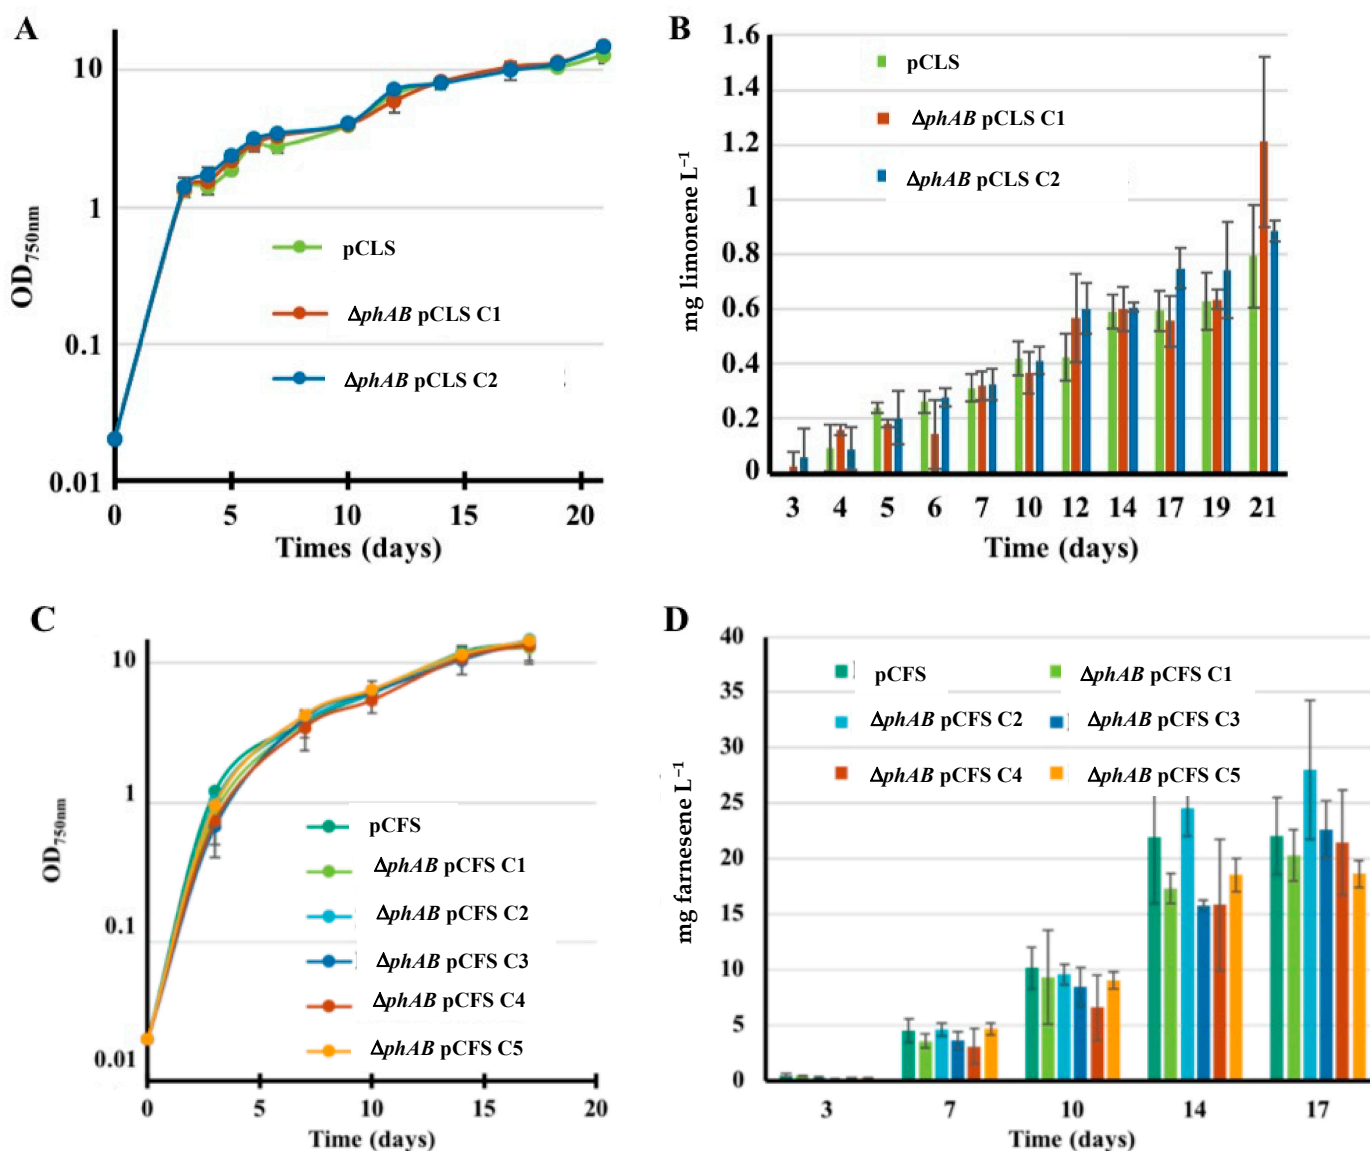 A
10
1
0.1
0.01
OD750nm
pCLS
ΔphAB pCLS C1
ΔphAB pCLS C2
0 5 10 15 20
Times (days)
B
1.6
1.4
1.2
1
0.8
0.6
0.4
0.2
0
mg limonene L−1
pCLS
ΔphAB pCLS C1
ΔphAB pCLS C2
3 4 5 6 7 10 12 14 17 19 21
Time (days)
C
10
1
0.1
0.01
OD750nm
pCFS
ΔphAB pCFS C1
ΔphAB pCFS C2
ΔphAB pCFS C3
ΔphAB pCFS C4
ΔphAB pCFS C5
0 5 10 15 20
Time (days)
D
40
35
30
25
20
15
10
5
0
mg farnesene L−1
pCFS ΔphAB pCFS C1
ΔphAB pCFS C2 ΔphAB pCFS C3
ΔphAB pCFS C4 ΔphAB pCFS C5
3 7 10 14 17
Time (days)